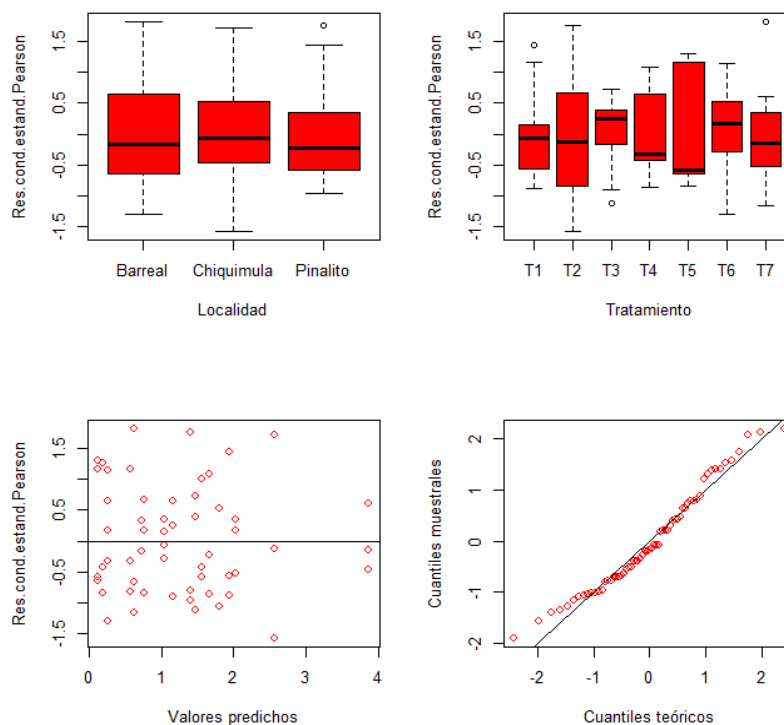 Res.cond.estand.Pearson
1.5
0.5
-0.5
-1.5
Barreal Chiquimula Pinalito
Localidad
Res.cond.estand.Pearson
1.5
0.5
-0.5
-1.5
T1 T2 T3 T4 T5 T6 T7
Tratamiento
Res.cond.estand.Pearson
1.5
0.5
-0.5
-1.5
0 1 2 3 4
Valores predichos
Cuantiles muestrales
2
1
0
-1
-2
-2 -1 0 1 2
Cuantiles teóricos